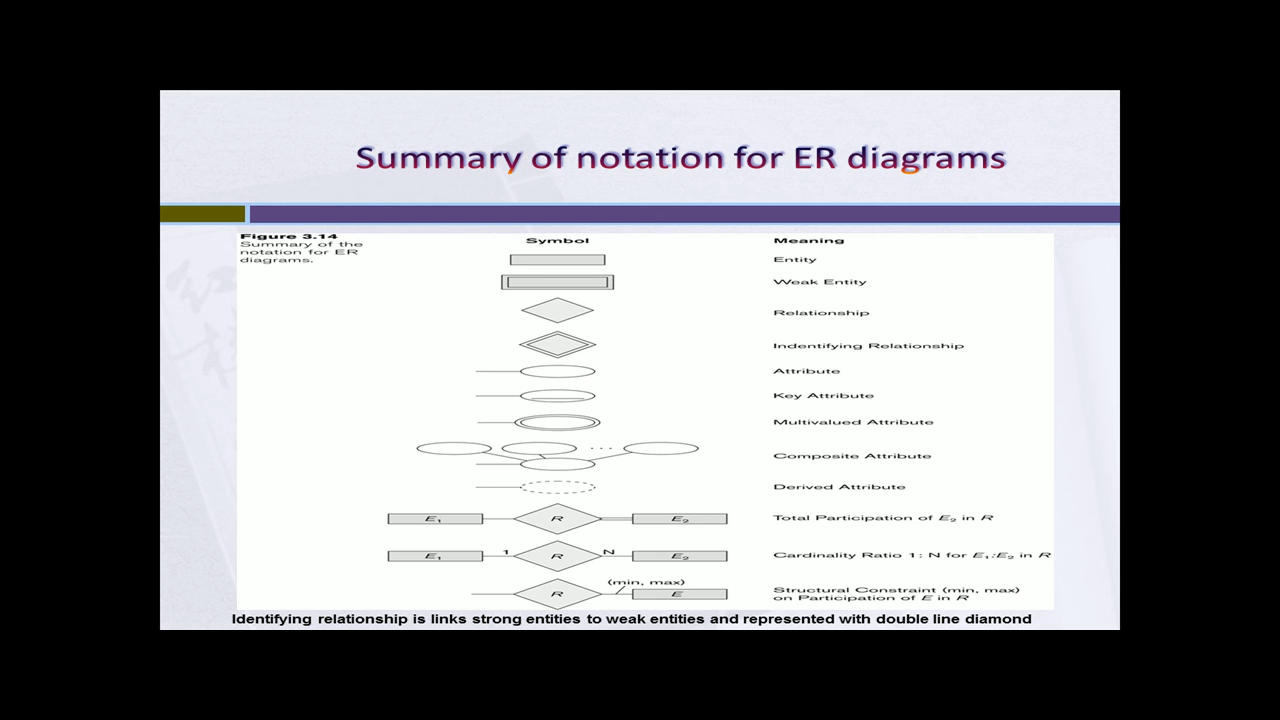 Summary of notation for ER diagrams
Figure 3.14
Summary of the
notation for ER
diagrams.
Symbol Meaning
Entity
Weak Entity
Relationship
Indentifying Relationship
Attribute
Key Attribute
Multivalued Attribute
. . .
Composite Attribute
Derived Attribute
E1 R E2 Total Participation of E2 in R
E1 1 R N E2 Cardinality Ratio 1: N for E1:E2 in R
(min, max)
R E Structural Constraint (min, max)
on Participation of E in R
Identifying relationship is links strong entities to weak entities and represented with double line diamond